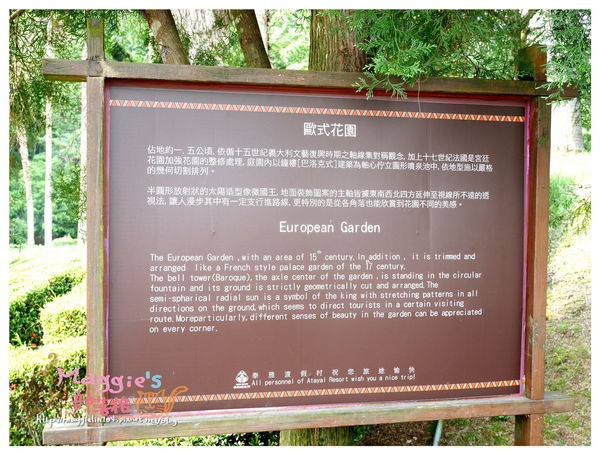 歐式花園
佔地約一.五公頃,依循十五世紀義大利文藝復興時期之軸線集對稱觀念,加上十七世紀法國是宮廷
花園加強花園的整修處理,庭園內以鐘樓[巴洛克式]建築為軸心佇立圓形噴泉池中,依地型施以嚴格
的幾何切割排列。
半圓形放射狀的太陽造型像徵國王,地面裝飾圖案的主軸皆據東南西北四方延伸至視線所不適的透
視法,讓人漫步其中有一定支行進路線,更特別的是從各角落也能欣賞到花園不同的美感。
European Garden
The European Garden ,with an area of 15th century.In addition , it is trimmed and
arranged like a French style palace garden of the 17 century.
The bell tower(Baroque),the axle center of the garden ,is standing in the circular
fountain and its ground is strictly geometrically cut and arranged.The
semi-spharical radial sun is a symbol of the king with stretching patterns in all
directions on the ground,which seems to direct tourists in a certain visiting
route.Moreparticularly,different senses of beauty in the garden can be appreciated
on every corner.
泰雅渡假村祝您旅途愉快
All personnel of Atayal Resort wish you a nice trip!
Maggie's